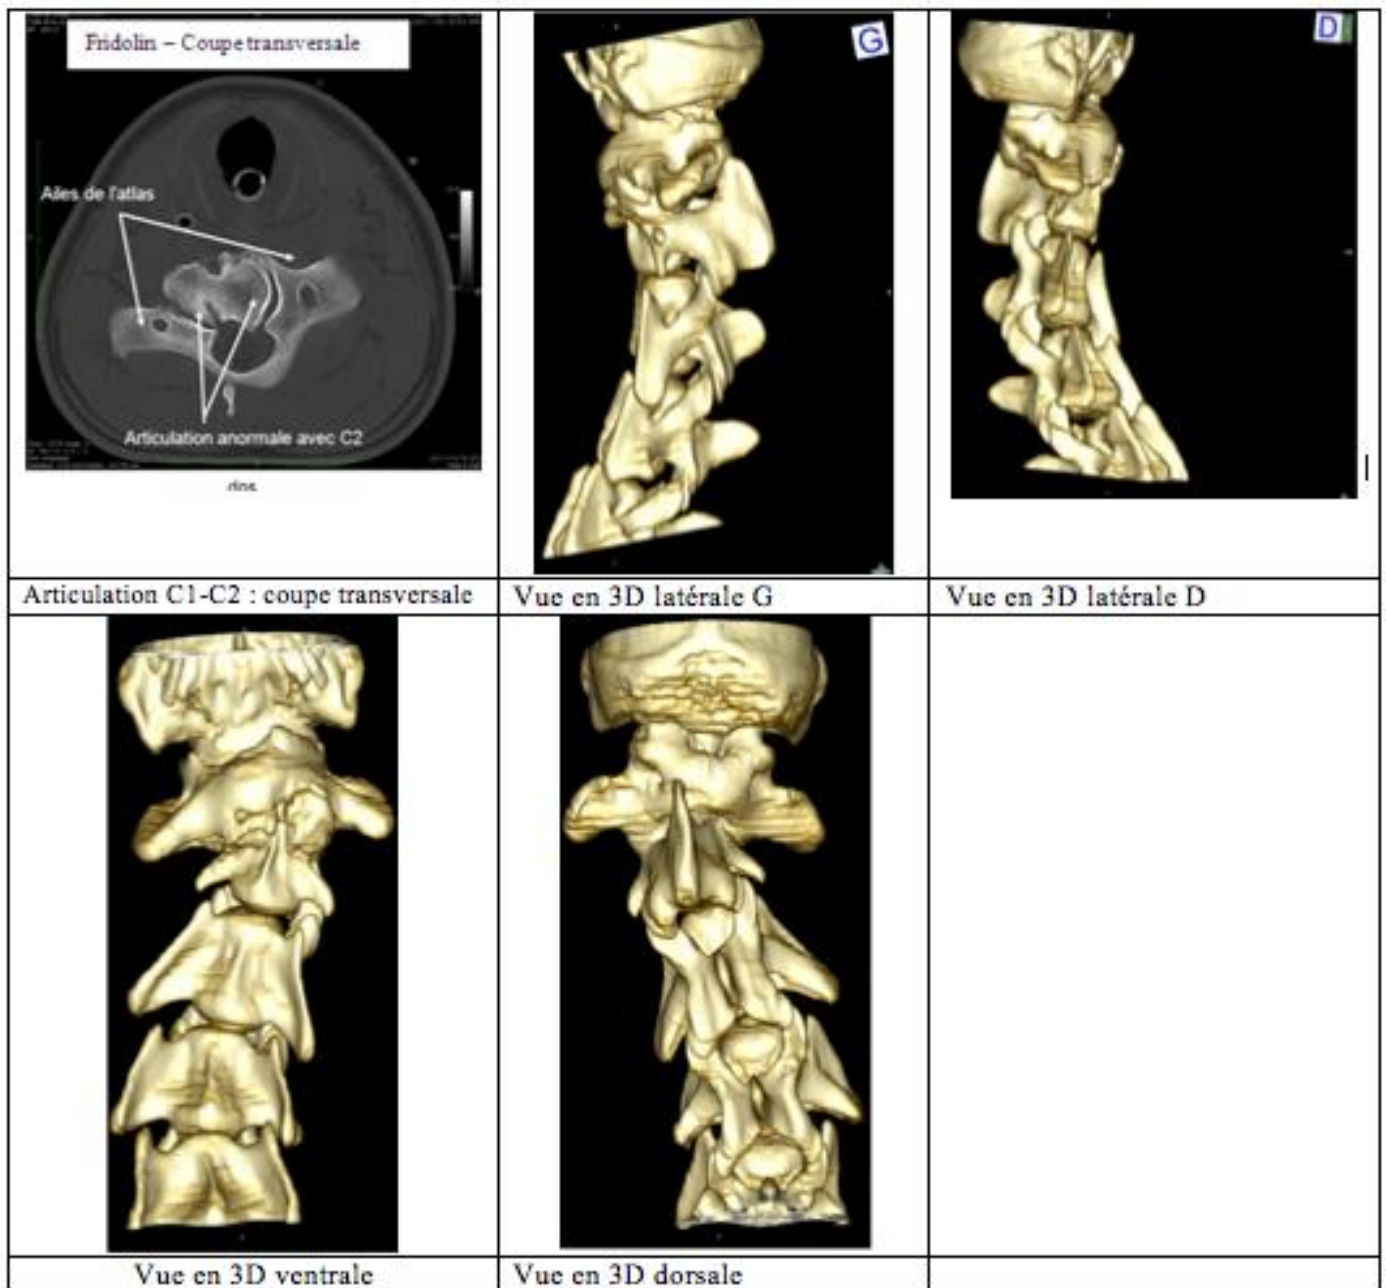 Fridolin – Coupe transversale
Ailes de l'atlas
Articulation anormale avec C2
G
D
Articulation C1-C2 : coupe transversale
Vue en 3D latérale G
Vue en 3D latérale D
Vue en 3D ventrale
Vue en 3D dorsale